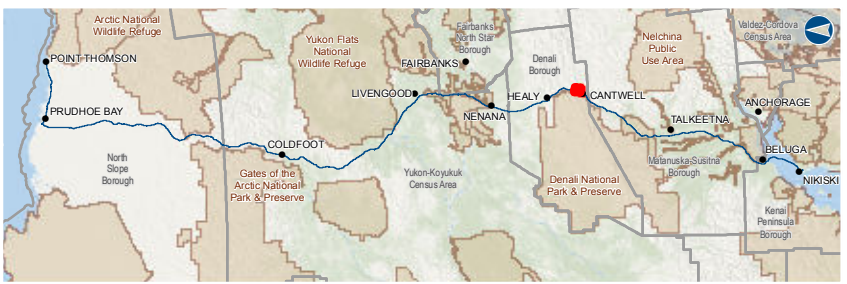 Arctic National
Wildlife Refuge
POINT THOMSON
PRUDHOE BAY
North
Slope
Borough
COLDFOOT
Gates of the
Arctic National
Park & Preserve
Yukon Flats
National
Wildlife Refuge
LIVENGOOD
FAIRBANKS
Fairbanks
North Star
Borough
NENANA
Yukon-Koyukuk
Census Area
Denali
Borough
HEALY
CANTWELL
Denali National
Park & Preserve
Nelchina
Public
Use Area
TALKEETNA
Matanuska-Susitna
Borough
Valdez-Cordova
Census Area
ANCHORAGE
BELUGA
NIKISKI
Kenai
Peninsula
Borough